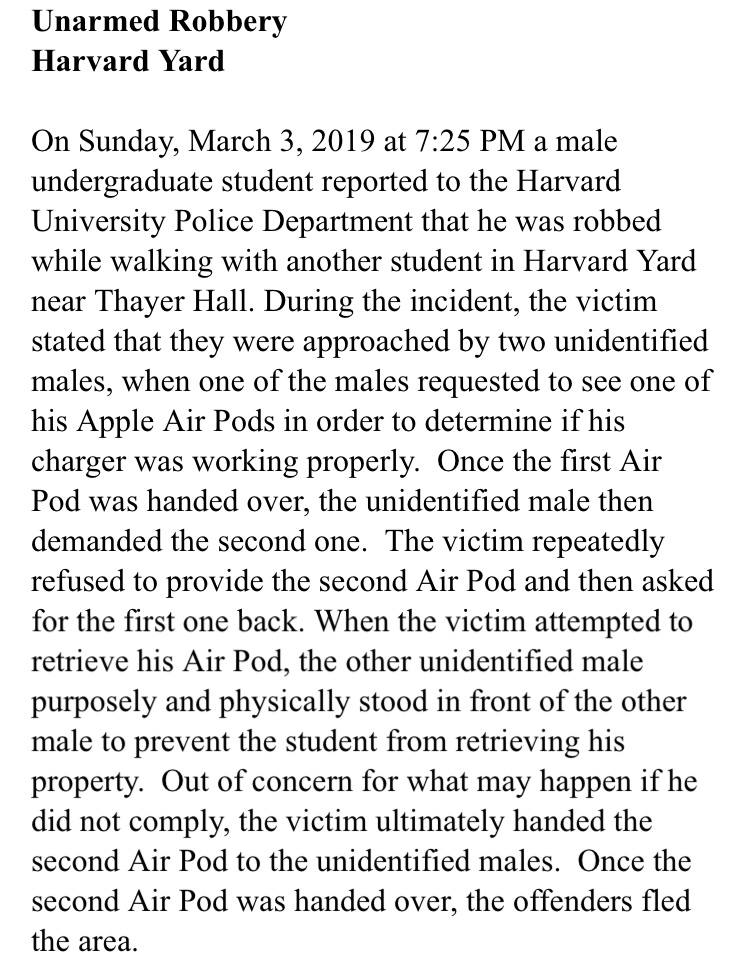 Unarmed Robbery
Harvard Yard
On Sunday, March 3, 2019 at 7:25 PM a male
undergraduate student reported to the Harvard
University Police Department that he was robbed
while walking with another student in Harvard Yard
near Thayer Hall. During the incident, the victim
stated that they were approached by two unidentified
males, when one of the males requested to see one of
his Apple Air Pods in order to determine if his
charger was working properly.  Once the first Air
Pod was handed over, the unidentified male then
demanded the second one.  The victim repeatedly
refused to provide the second Air Pod and then asked
for the first one back. When the victim attempted to
retrieve his Air Pod, the other unidentified male
purposely and physically stood in front of the other
male to prevent the student from retrieving his
property.  Out of concern for what may happen if he
did not comply, the victim ultimately handed the
second Air Pod to the unidentified males.  Once the
second Air Pod was handed over, the offenders fled
the area.